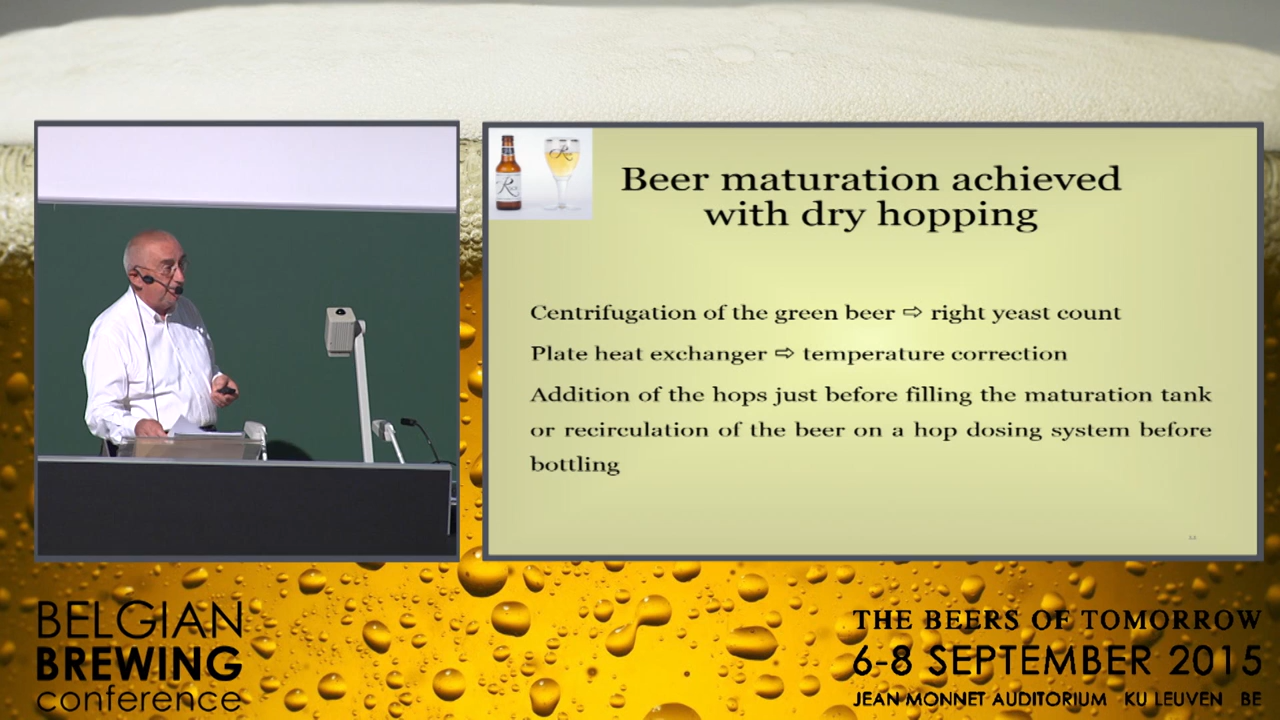 Beer maturation achieved
with dry hopping
Centrifugation of the green beer ⇨ right yeast count
Plate heat exchanger ⇨ temperature correction
Addition of the hops just before filling the maturation tank
or recirculation of the beer on a hop dosing system before
bottling
BELGIAN
BREWING
conference
THE BEERS OF TOMORROW
6-8 SEPTEMBER 2015
JEAN MONNET AUDITORIUM KU LEUVEN BE